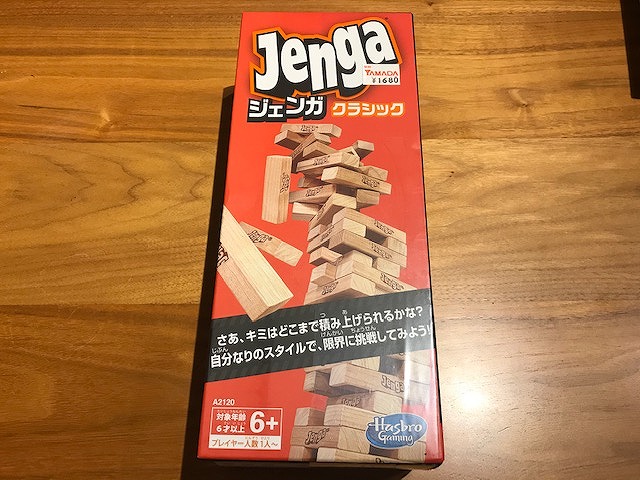 Jenga
YAMADA
¥1680
ジェンガ クラシック
さあ、キミはどこまで積み上げられるかな?
自分なりのスタイルで、限界に挑戦してみよう!
A2120
対象年齢
6才以上
6+
プレイヤー人数1人〜
Jenga
Jenga
Hasbro
Gaming